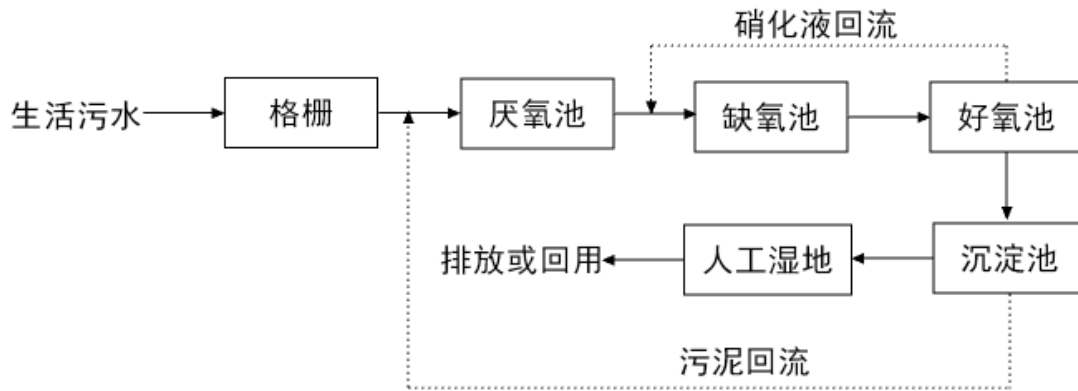 硝化液回流
生活污水
格栅
厌氧池
缺氧池
好氧池
排放或回用
人工湿地
沉淀池
污泥回流